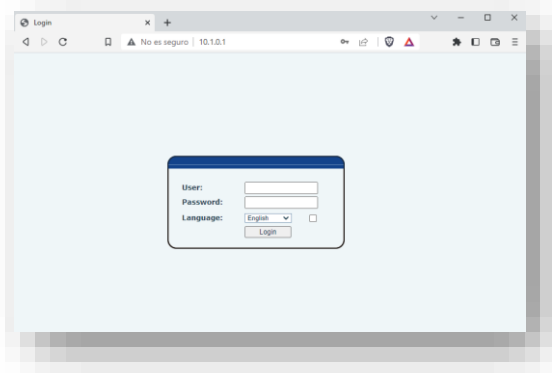 Login
No es seguro 10.1.0.1
User:
Password:
Language: English
Login